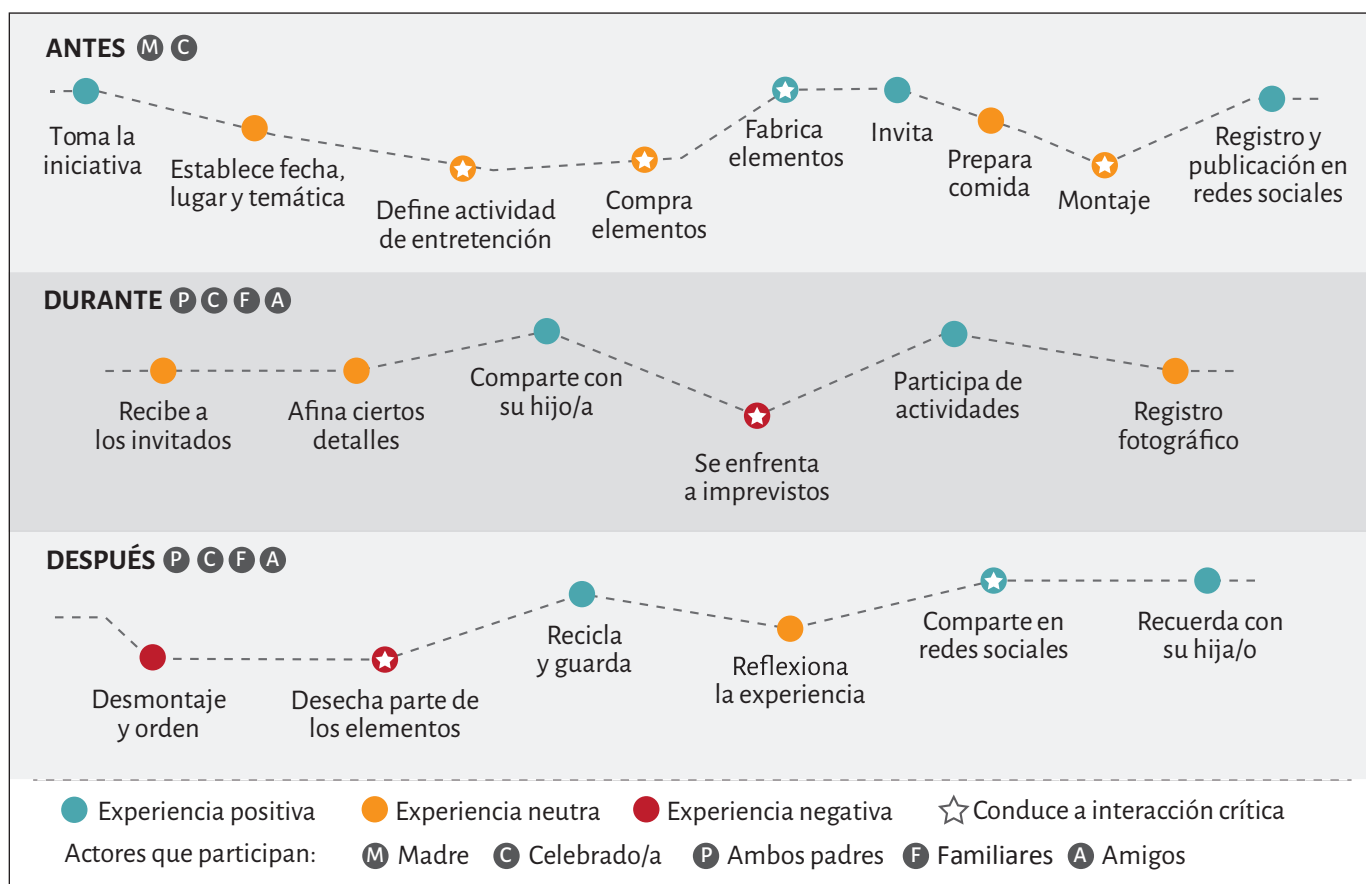 ANTES M C
Toma la
iniciativa
Establece fecha,
lugar y temática
Define actividad
de entretención
Compra
elementos
Fabrica
elementos
Invita
Prepara
comida
Montaje
Registro y
publicación en
redes sociales
DURANTE P C F A
Recibe a
los invitados
Afina ciertos
detalles
Comparte con
su hijo/a
Se enfrenta
a imprevistos
Participa de
actividades
Registro
fotográfico
DESPUÉS P C F A
Desmontaje
y orden
Desecha parte de
los elementos
Recicla
y guarda
Reflexiona
la experiencia
Comparte en
redes sociales
Recuerda con
su hija/o
Experiencia positiva
Experiencia neutra
Experiencia negativa
Conduce a interacción crítica
Actores que participan: M Madre C Celebrado/a P Ambos padres F Familiares A Amigos